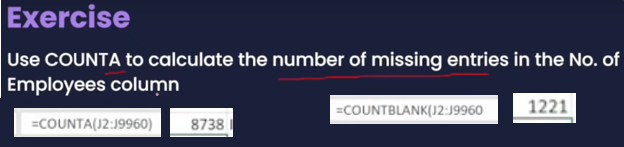 Exercise
Use COUNTA to calculate the number of missing entries in the No. of
Employees column
=COUNTA(J2:J9960)
8738
=COUNTBLANK(J2:J9960
1221